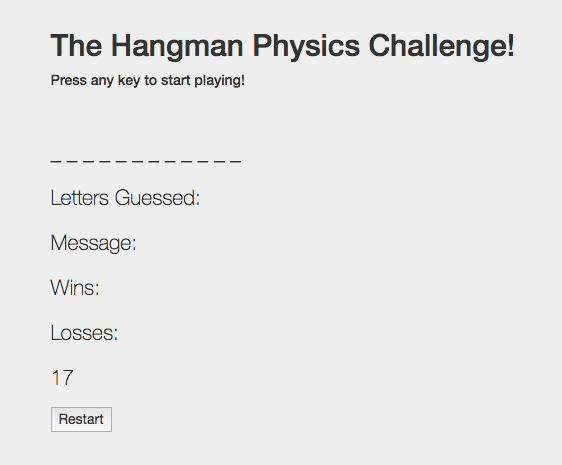 The Hangman Physics Challenge!
Press any key to start playing!
_ _ _ _ _ _ _ _ _ _ _ _
Letters Guessed:
Message:
Wins:
Losses:
17
Restart